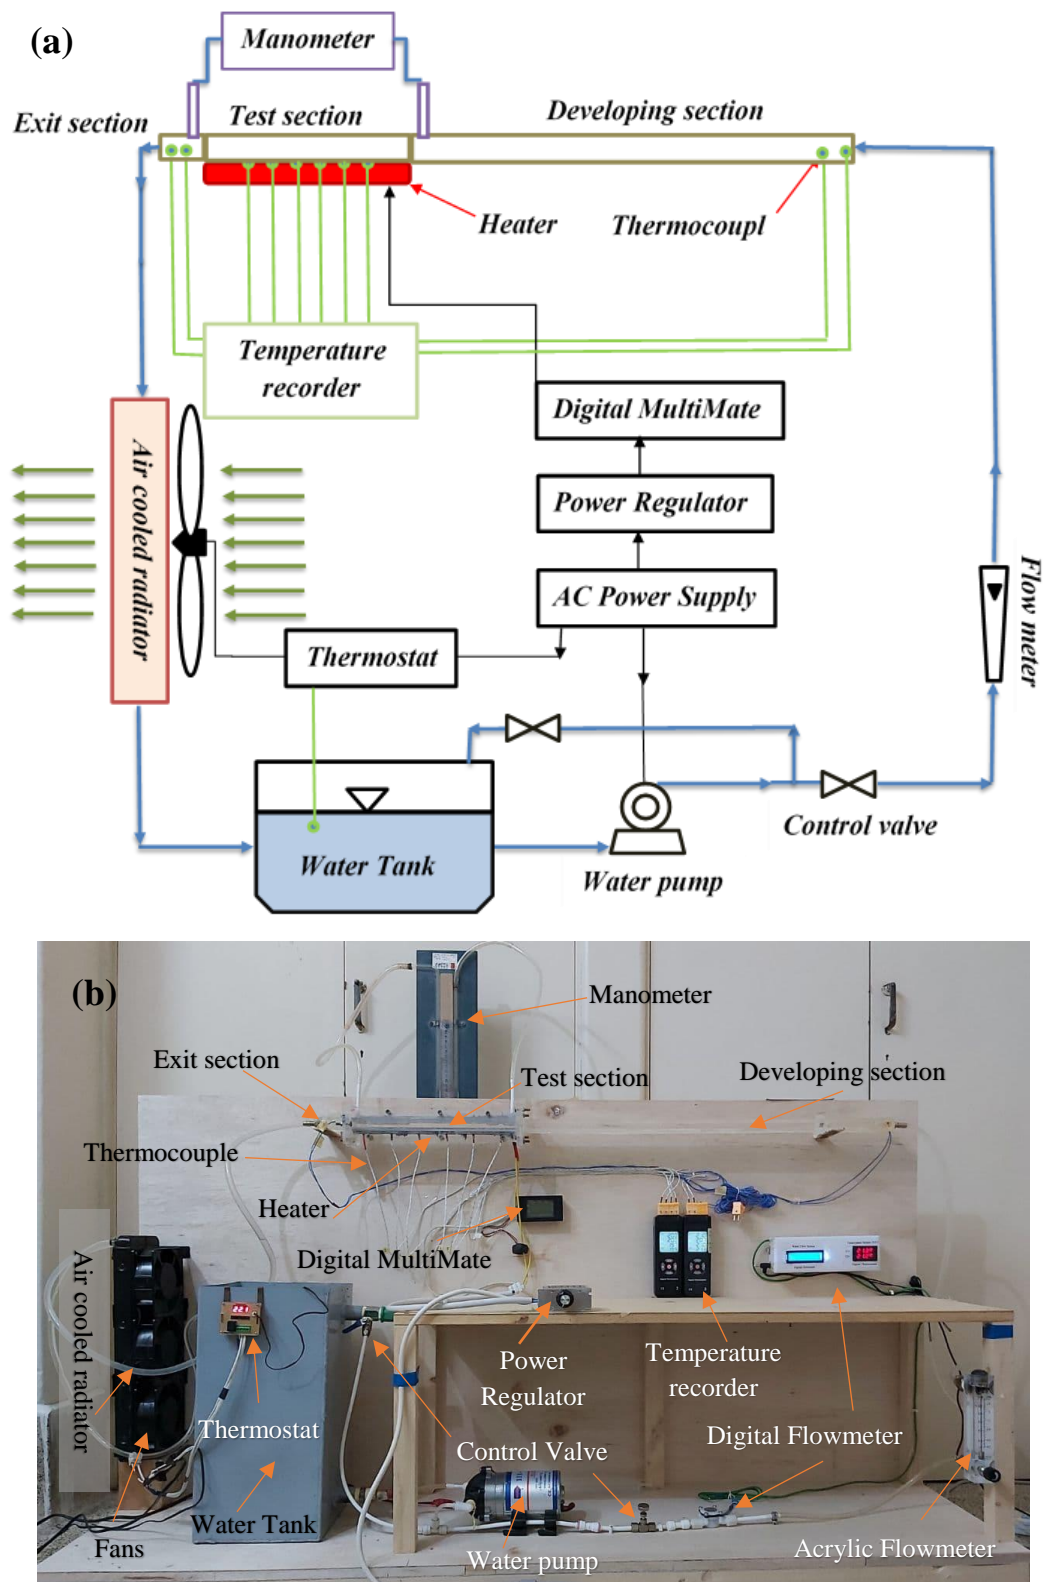 (a)
Manometer
Exit section
Test section
Developing section
Heater
Thermocoupl
Temperature
recorder
Digital MultiMate
Air cooled radiator
Power Regulator
AC Power Supply
Flow meter
Thermostat
Control valve
Water Tank
Water pump
(b)
Manometer
Exit section
Test section
Developing section
Thermocouple
Heater
Digital MultiMate
Air cooled radiator
Power
Regulator
Temperature
recorder
Thermostat
Control Valve
Digital Flowmeter
Water Tank
Fans
Water pump
Acrylic Flowmeter